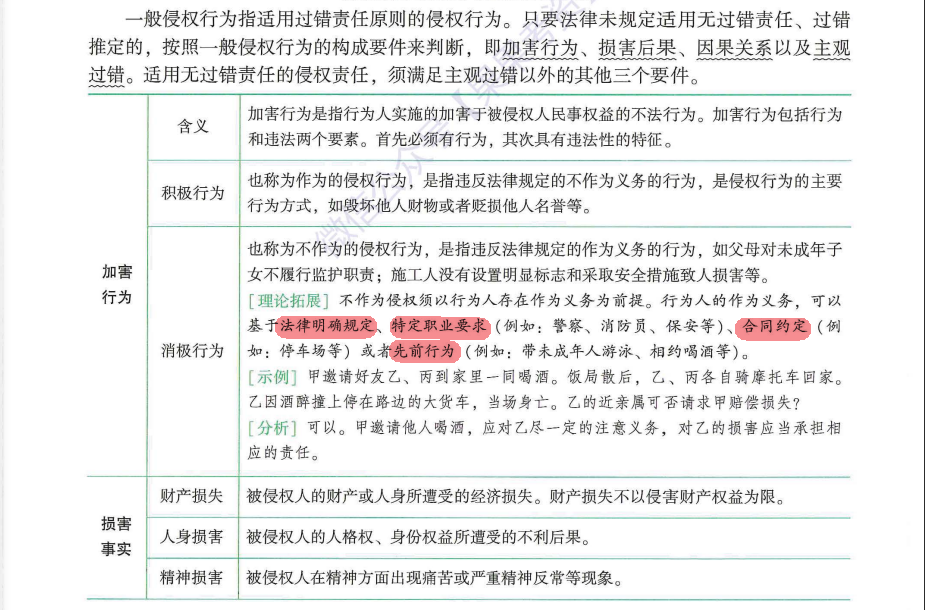 一般侵权行为指适用过错责任原则的侵权行为。只要法律未规定适用无过错责任、过错
推定的，按照一般侵权行为的构成要件来判断，即加害行为、损害后果、因果关系以及主观
过错。适用无过错责任的侵权责任，须满足主观过错以外的其他三个要件。
加害
行为
含义
加害行为是指行为人实施的加害于被侵权人民事权益的不法行为。加害行为包括行为
和违法两个要素。首先必须有行为，其次具有违法性的特征。
积极行为
也称为作为的侵权行为，是指违反法律规定的不作为义务的行为，是侵权行为的主要
行为方式，如毁坏他人财物或者贬损他人名誉等。
消极行为
也称为不作为的侵权行为，是指违反法律规定的作为义务的行为，如父母对未成年子
女不履行监护职责；施工人没有设置明显标志和采取安全措施致人损害等。
［理论拓展］不作为侵权须以行为人存在作为义务为前提。行为人的作为义务，可以
基于法律明确规定、特定职业要求（例如：警察、消防员、保安等）、合同约定（例
如：停车场等）或者先前行为（例如：带未成年人游泳、相约喝酒等）。
［示例］甲邀请好友乙、丙到家里一同喝酒。饭局散后，乙、丙各自骑摩托车回家。
乙因酒醉撞上停在路边的大货车，当场身亡。乙的近亲属可否请求甲赔偿损失？
［分析］可以。甲邀请他人喝酒，应对乙尽一定的注意义务，对乙的损害应当承担相
应的责任。
损害
事实
财产损失
被侵权人的财产或人身所遭受的经济损失。财产损失不以侵害财产权益为限。
人身损害
被侵权人的人格权、身份权益所遭受的不利后果。
精神损害
被侵权人在精神方面出现痛苦或严重精神反常等现象。